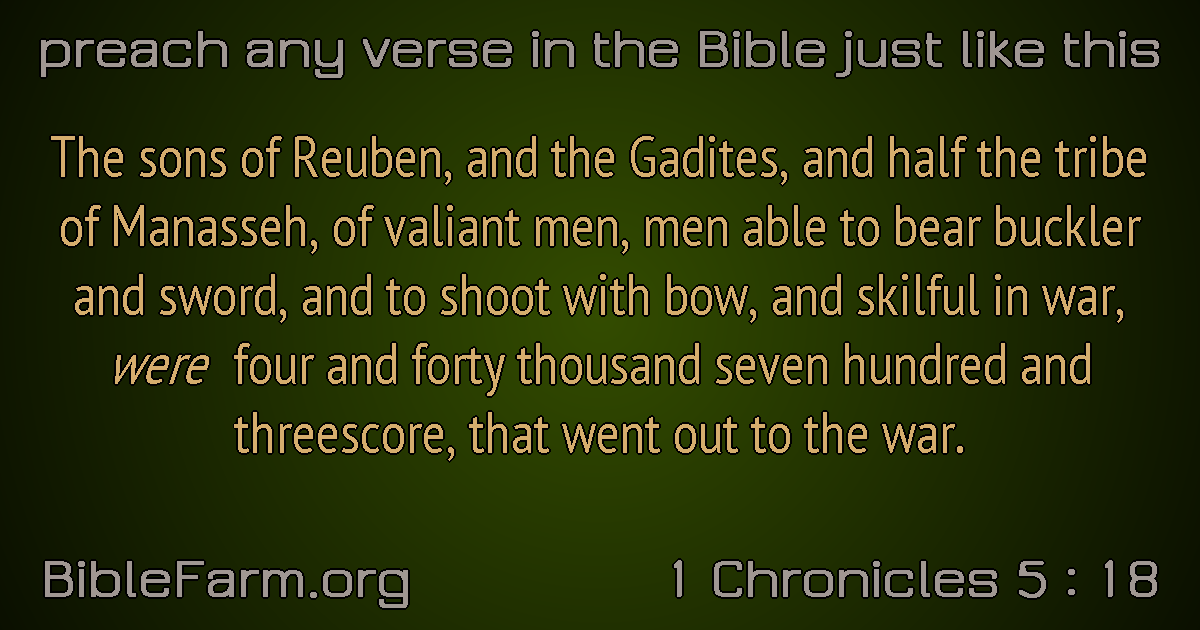 preach any verse in the Bible just like this
The sons of Reuben, and the Gadites, and half the tribe
of Manasseh, of valiant men, men able to bear buckler
and sword, and to shoot with bow, and skilful in war,
were four and forty thousand seven hundred and
threescore, that went out to the war.
BibleFarm.org 1 Chronicles 5 : 18